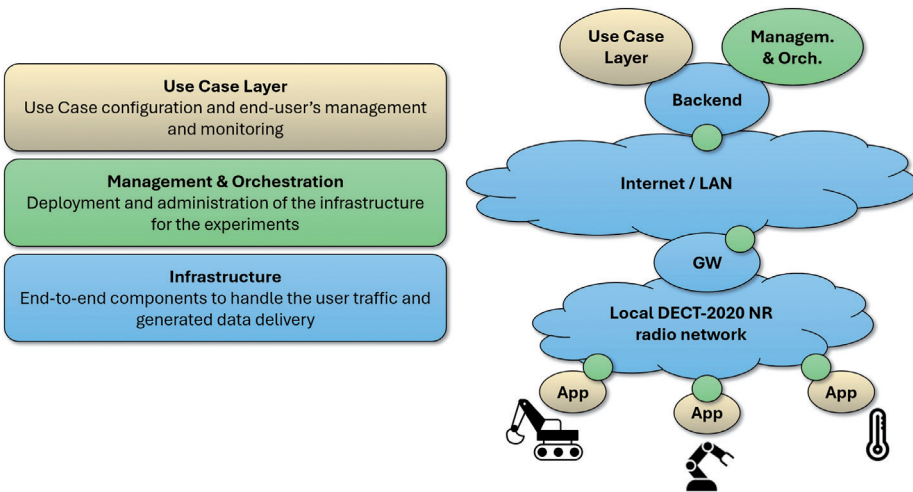 Use Case Layer
Use Case configuration and end-user's management
and monitoring
Management & Orchestration
Deployment and administration of the infrastructure
for the experiments
Infrastructure
End-to-end components to handle the user traffic and
generated data delivery
Use Case
Layer
Managem.
& Orch.
Backend
Internet / LAN
GW
Local DECT-2020 NR
radio network
App
App
App